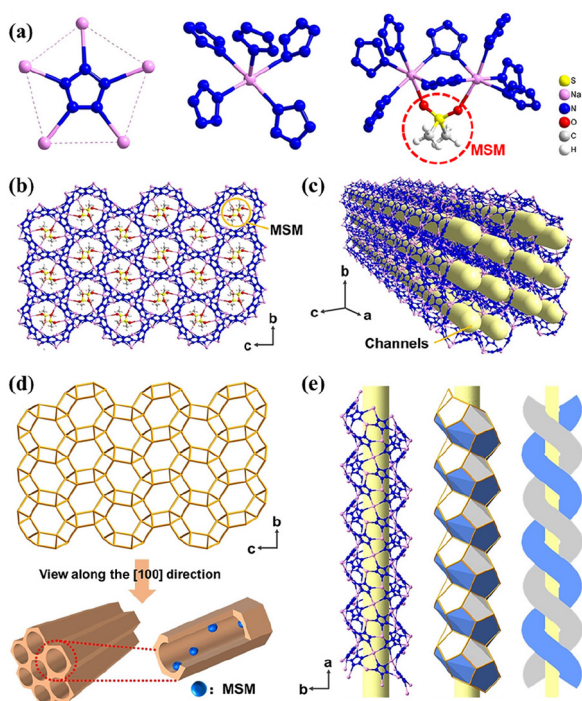 (a)
S
Na
N
O
C
H
MSM
(b)
MSM
b
c
(c)
b
c
a
Channels
(d)
b
c
View along the [100] direction
: MSM
(e)
a
b